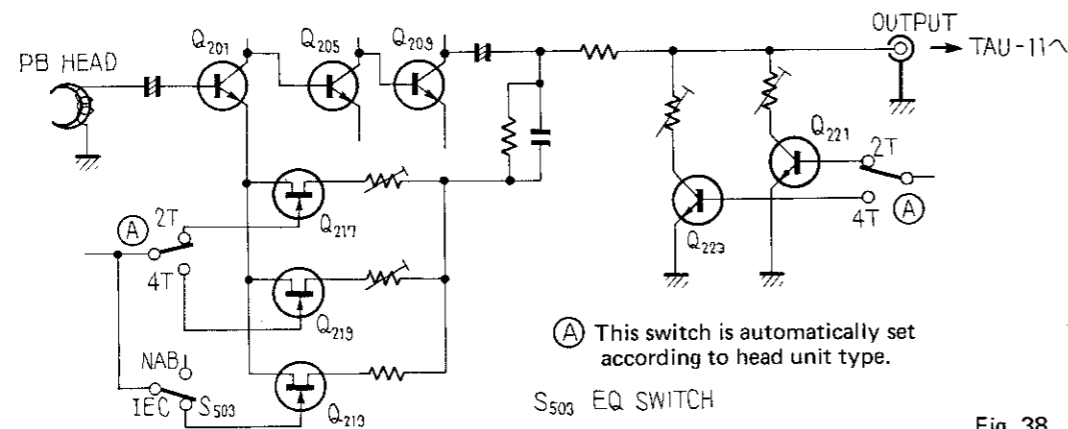 OUTPUT
Q201
Q205
Q209
TAU-11へ
PB HEAD
Q221
2T
4T
A
Q223
Q217
A
2T
4T
Q219
NAB
IEC
S503
Q213
A This switch is automatically set
according to head unit type.
S503 EQ SWITCH
Fig. 38